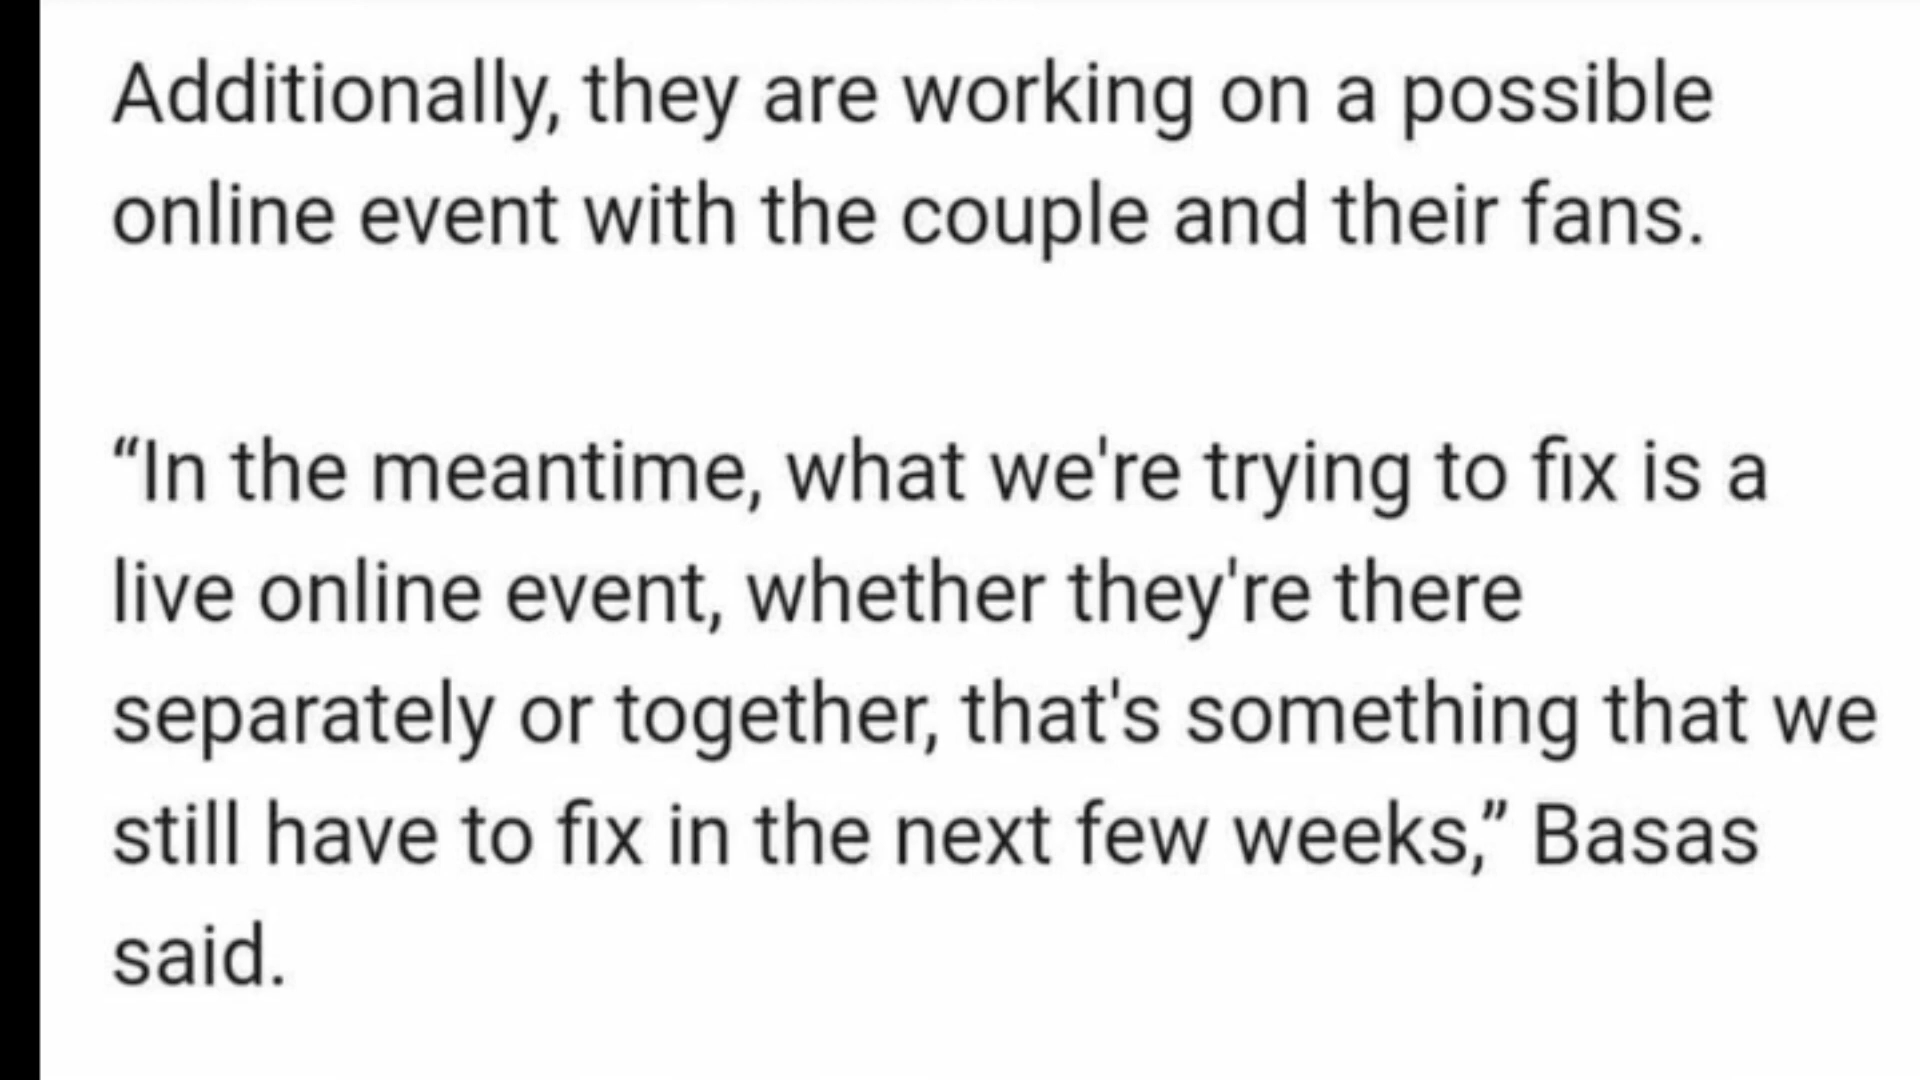 Additionally, they are working on a possible
online event with the couple and their fans.
“In the meantime, what we're trying to fix is a
live online event, whether they're there
separately or together, that's something that we
still have to fix in the next few weeks,” Basas
said.